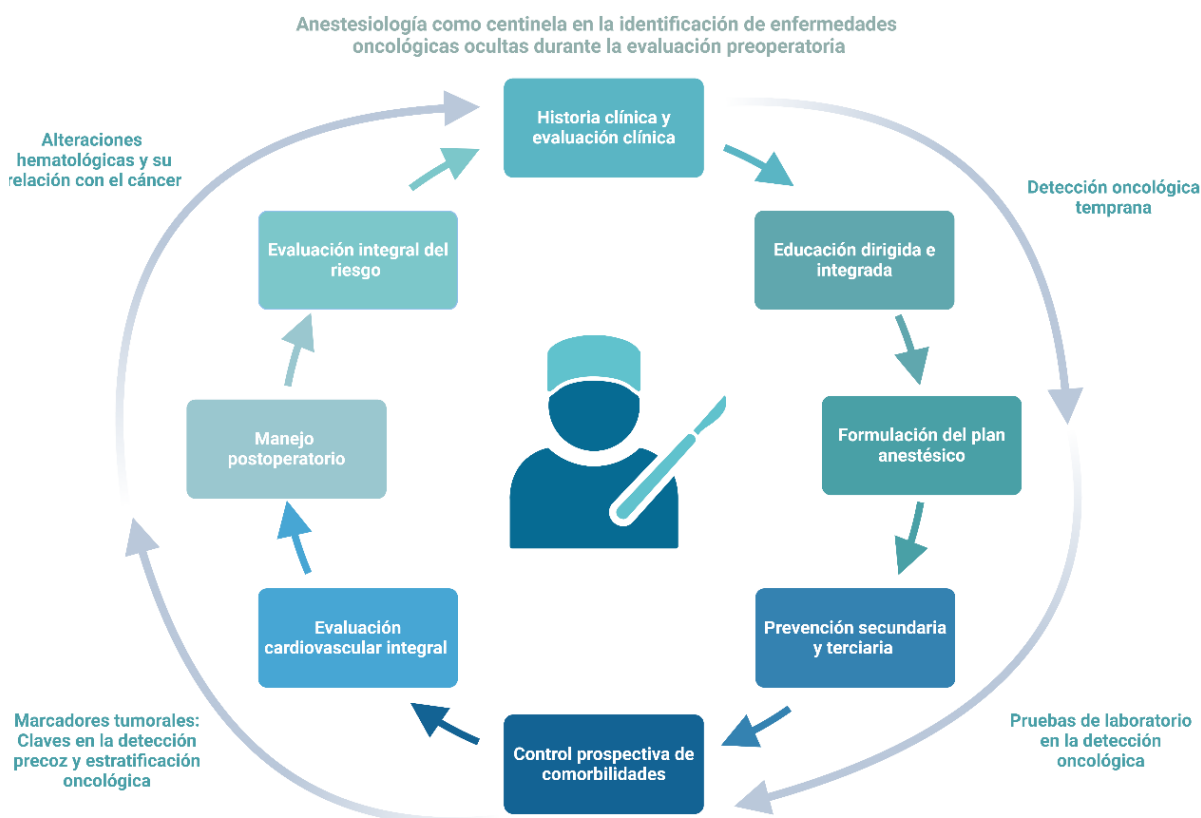 Anestesiología como centinela en la identificación de enfermedades
oncológicas ocultas durante la evaluación preoperatoria
Historia clínica y
evaluación clínica
Detección oncológica
temprana
Educación dirigida e
integrada
Formulación del plan
anestésico
Prevención secundaria
y terciaria
Pruebas de laboratorio
en la detección
oncológica
Control prospectiva de
comorbilidades
Marcadores tumorales:
Claves en la detección
precoz y estratificación
oncológica
Evaluación
cardiovascular integral
Manejo
postoperatorio
Evaluación integral del
riesgo
Alteraciones
hematológicas y su
relación con el cáncer